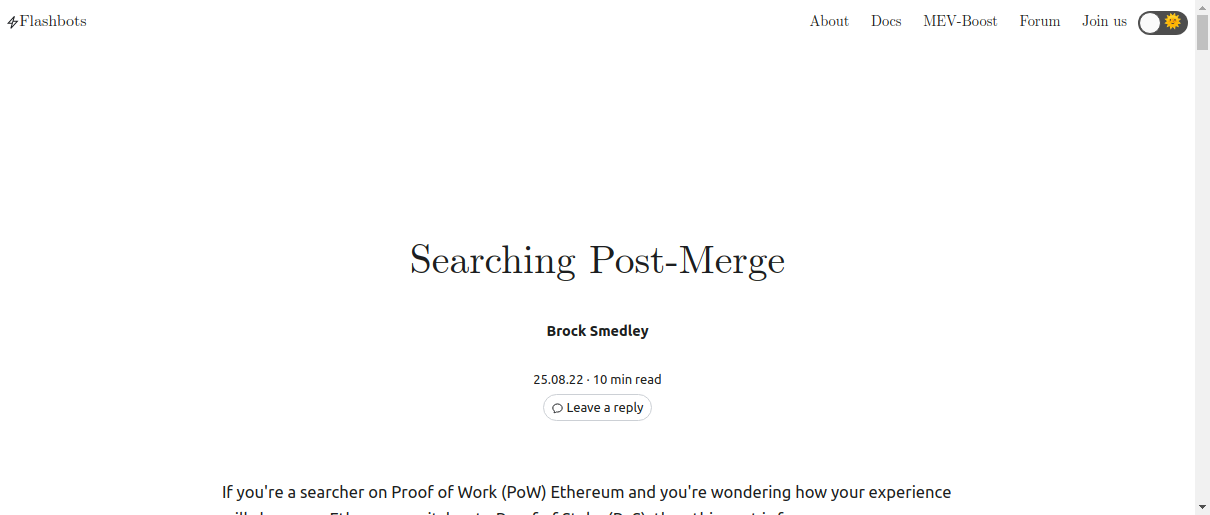 Flashbots
About Docs MEV-Boost Forum Join us
Searching Post-Merge
Brock Smedley
25.08.22 · 10 min read
Leave a reply
If you're a searcher on Proof of Work (PoW) Ethereum and you're wondering how your experience